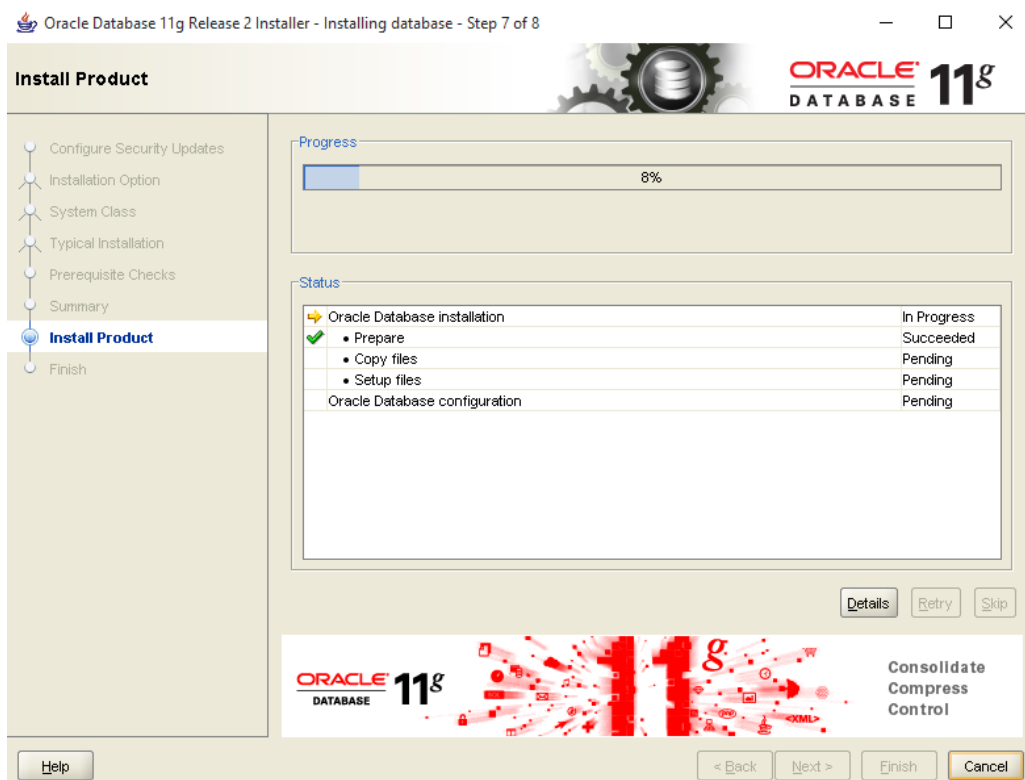 Oracle Database 11g Release 2 Installer - Installing database - Step 7 of 8
Install Product
ORACLE DATABASE 11g
Configure Security Updates
Installation Option
System Class
Typical Installation
Prerequisite Checks
Summary
Install Product
Finish
Progress
8%
Status
Oracle Database installation In Progress
• Prepare Succeeded
• Copy files Pending
• Setup files Pending
Oracle Database configuration Pending
Details Retry Skip
ORACLE DATABASE 11g
11g
<XML>
Consolidate
Compress
Control
Help < Back Next > Finish Cancel